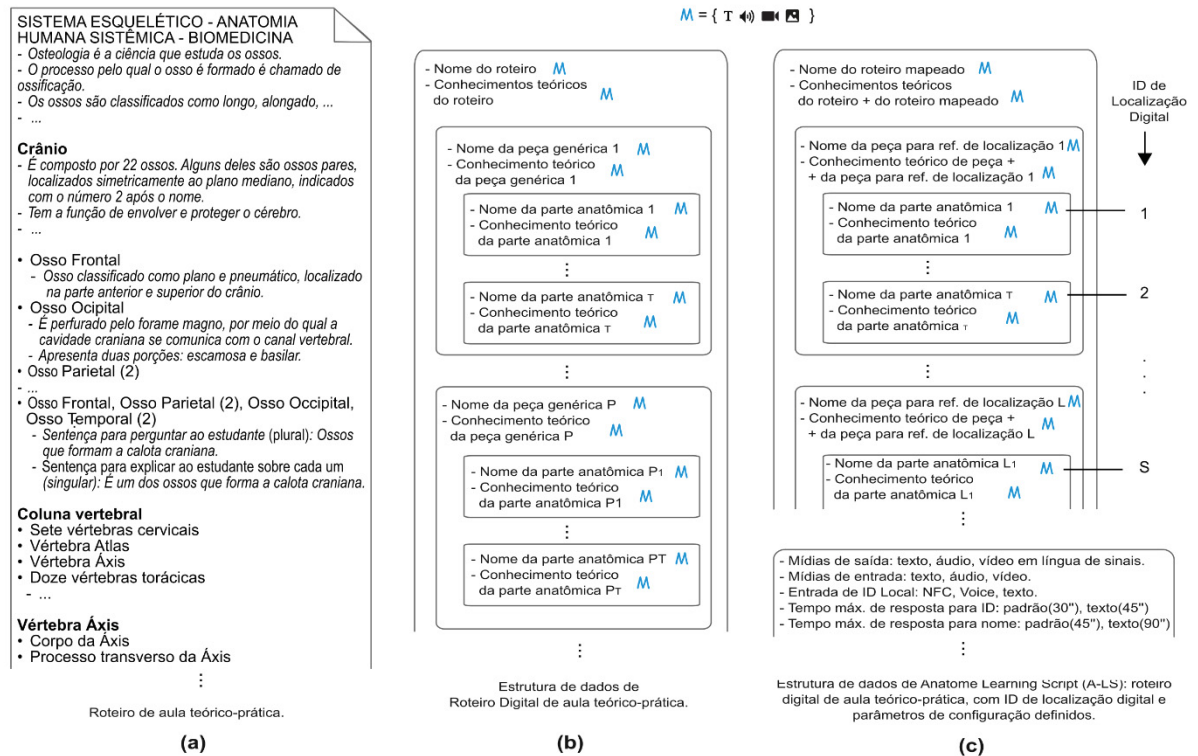 SISTEMA ESQUELÉTICO - ANATOMIA
HUMANA SISTÊMICA - BIOMEDICINA
- Osteologia é a ciência que estuda os ossos.
- O processo pelo qual o osso é formado é chamado de
ossificação.
- Os ossos são classificados como longo, alongado, ...
- ...
Crânio
- É composto por 22 ossos. Alguns deles são ossos pares,
localizados simetricamente ao plano mediano, indicados
com o número 2 após o nome.
- Tem a função de envolver e proteger o cérebro.
- ...
• Osso Frontal
- Osso classificado como plano e pneumático, localizado
na parte anterior e superior do crânio.
• Osso Ocipital
- É perfurado pelo forame magno, por meio do qual a
cavidade craniana se comunica com o canal vertebral.
- Apresenta duas porções: escamosa e basilar.
• Osso Parietal (2)
- ...
• Osso Frontal, Osso Parietal (2), Osso Occipital,
Osso Temporal (2)
- Sentença para perguntar ao estudante (plural): Ossos
que formam a calota craniana.
- Sentença para explicar ao estudante sobre cada um
(singular): É um dos ossos que forma a calota craniana.
Coluna vertebral
• Sete vértebras cervicais
• Vértebra Atlas
• Vértebra Áxis
• Doze vértebras torácicas
- ...
Vértebra Áxis
• Corpo da Áxis
• Processo transverso da Áxis
⋮
Roteiro de aula teórico-prática.
(a)
M = { T }
- Nome do roteiro M
- Conhecimentos teóricos
do roteiro M
- Nome da peça genérica 1 M
- Conhecimento teórico
da peça genérica 1 M
- Nome da parte anatômica 1 M
- Conhecimento teórico
da parte anatômica 1 M
⋮
- Nome da parte anatômica T M
- Conhecimento teórico
da parte anatômica T M
⋮
- Nome da peça genérica P M
- Conhecimento teórico
da peça genérica P M
- Nome da parte anatômica P1 M
- Conhecimento teórico
da parte anatômica P1 M
⋮
- Nome da parte anatômica PT M
- Conhecimento teórico
da parte anatômica PT M
⋮
Estrutura de dados de
Roteiro Digital de aula teórico-prática.
(b)
- Nome do roteiro mapeado M
- Conhecimentos teóricos
do roteiro + do roteiro mapeado M
ID de
Localização
Digital
- Nome da peça para ref. de localização 1 M
- Conhecimento teórico de peça +
+ da peça para ref. de localização 1 M
- Nome da parte anatômica 1 M 1
- Conhecimento teórico
da parte anatômica 1 M
⋮
- Nome da parte anatômica T M 2
- Conhecimento teórico
da parte anatômica T M
⋮
- Nome da peça para ref. de localização L M
- Conhecimento teórico de peça +
+ da peça para ref. de localização L M
- Nome da parte anatômica L1 M S
- Conhecimento teórico
da parte anatômica L1 M
⋮
- Mídias de saída: texto, áudio, vídeo em língua de sinais.
- Mídias de entrada: texto, áudio, vídeo.
- Entrada de ID Local: NFC, Voice, texto.
- Tempo máx. de resposta para ID: padrão(30"), texto(45")
- Tempo máx. de resposta para nome: padrão(45"), texto(90")
⋮
Estrutura de dados de Anatome Learning Script (A-LS): roteiro
digital de aula teórico-prática, com ID de localização digital e
parâmetros de configuração definidos.
(c)